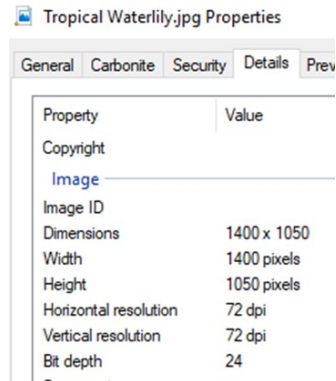 Tropical Waterlily.jpg Properties
General Carbonite Security Details Prev
Property Value
Copyright
Image
Image ID
Dimensions 1400 x 1050
Width 1400 pixels
Height 1050 pixels
Horizontal resolution 72 dpi
Vertical resolution 72 dpi
Bit depth 24